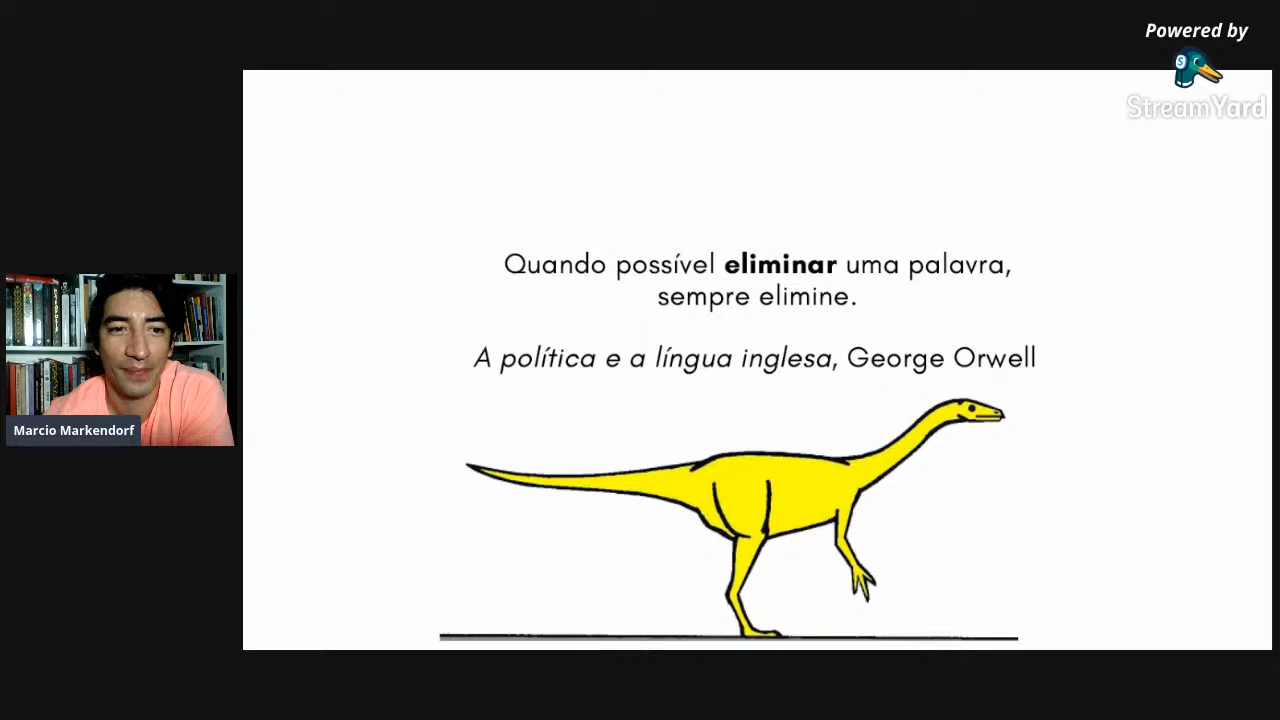 Powered by
StreamYard
Quando possível eliminar uma palavra,
sempre elimine.
A política e a língua inglesa, George Orwell
Marcio Markendorf